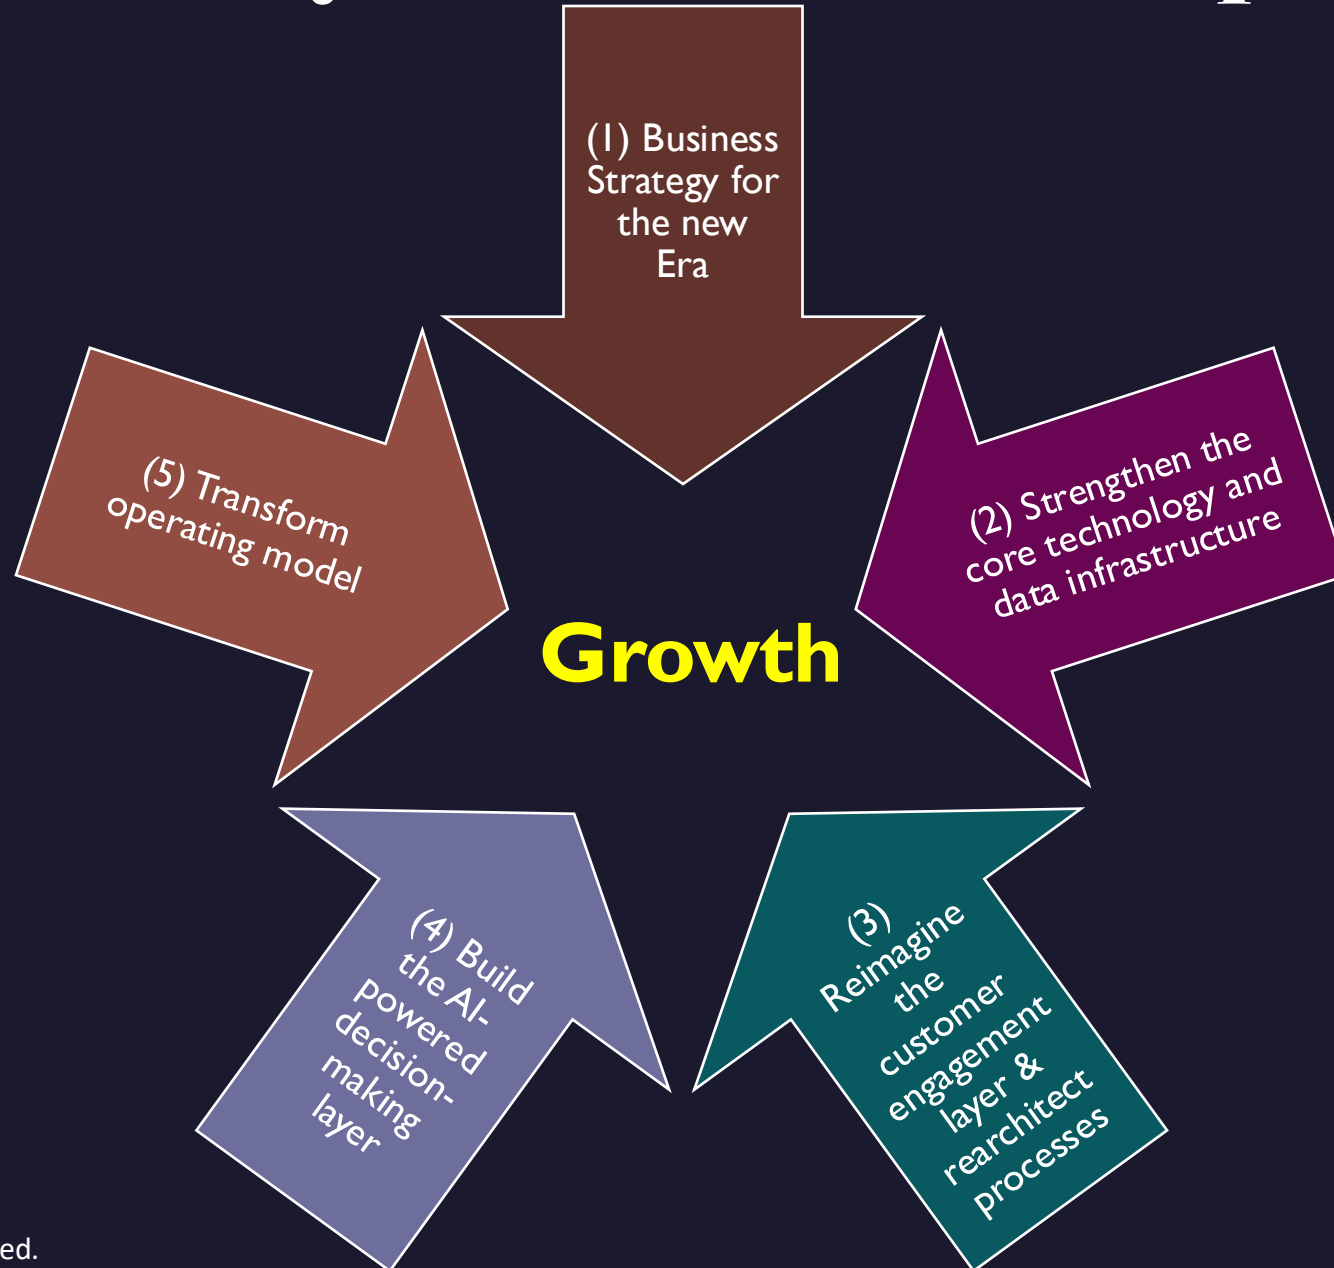 (1) Business
Strategy for
the new
Era
(2) Strengthen the
core technology and
data infrastructure
(3)
Reimagine
the
customer
engagement
layer &
rearchitect
processes
(4) Build
the AI-
powered
decision-
making
layer
(5) Transform
operating model
Growth
ed.